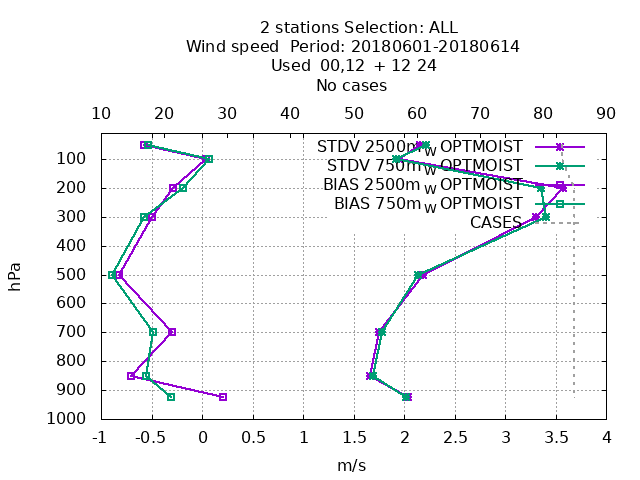 2 stations Selection: ALL
Wind speed  Period: 20180601-20180614
Used  00,12  + 12 24
No cases
10 20 30 40 50 60 70 80 90
STDV 2500m_W OPTMOIST
STDV 750m_W OPTMOIST
BIAS 2500m_W OPTMOIST
BIAS 750m_W OPTMOIST
CASES
100
200
300
400
500
600
700
800
900
1000
hPa
-1 -0.5 0 0.5 1 1.5 2 2.5 3 3.5 4
m/s